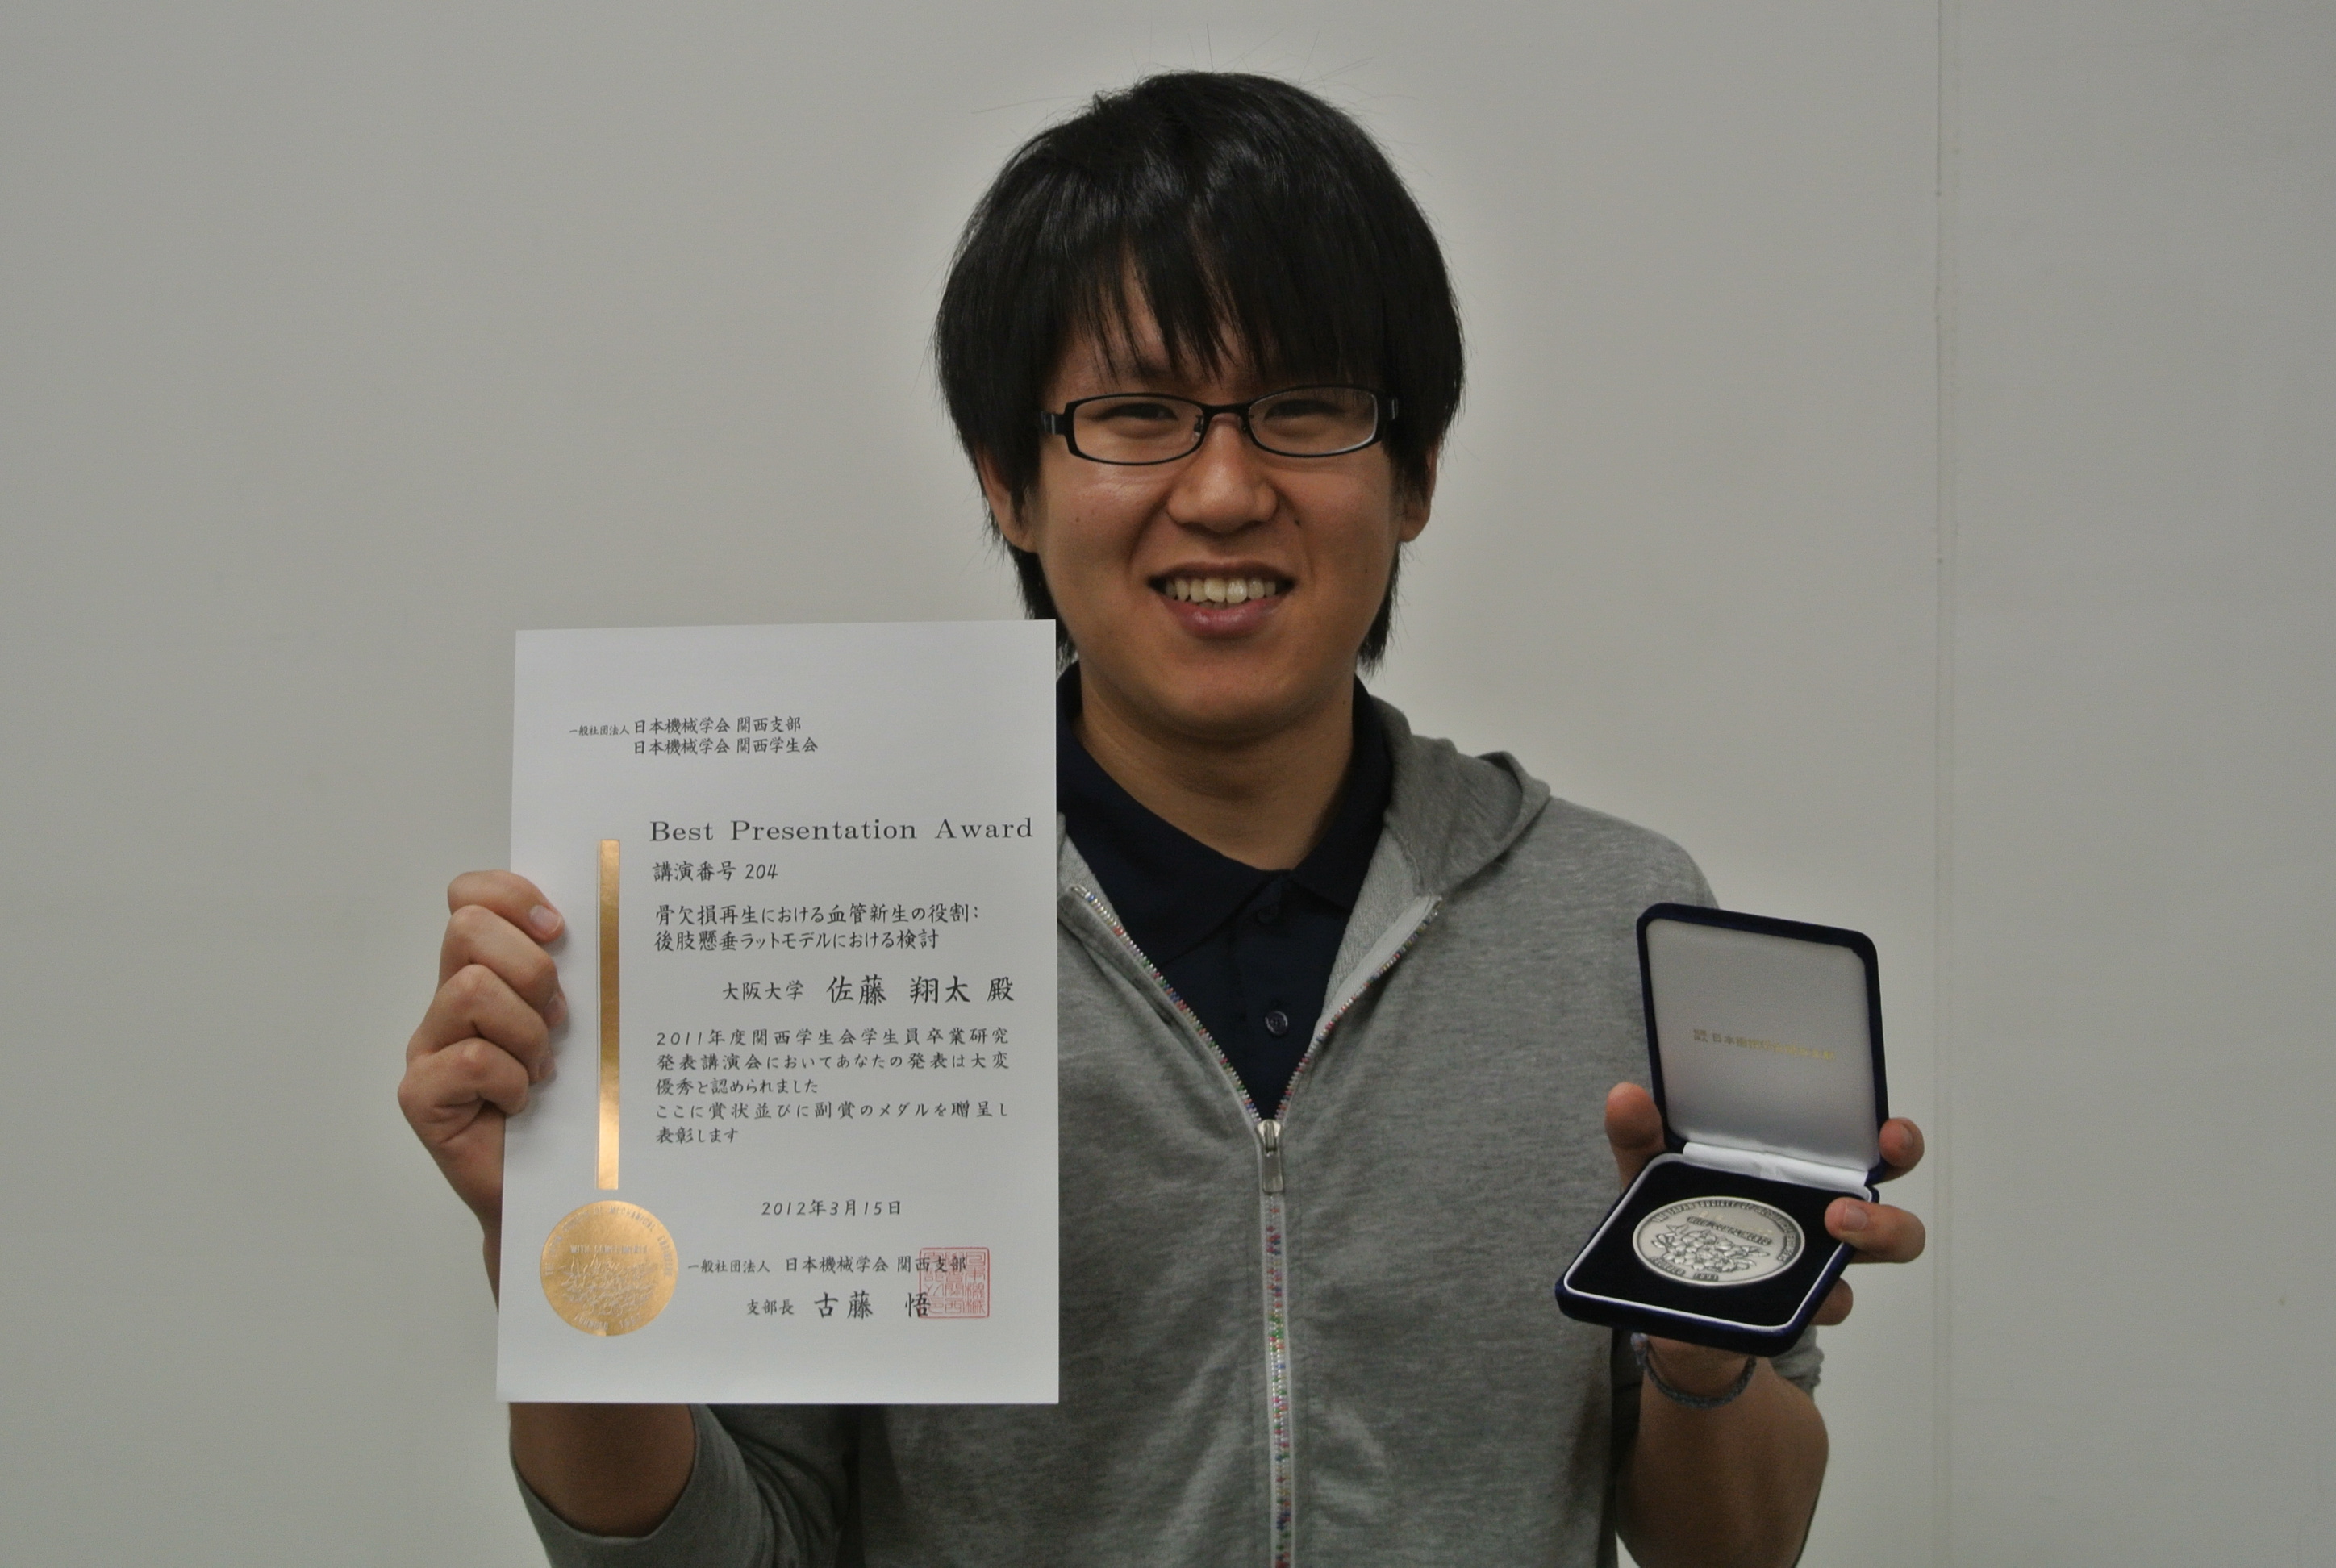 一般社団法人 日本機械学会 関西支部
日本機械学会 関西学生会
Best Presentation Award
講演番号 204
骨欠損再生における血管新生の役割:
後肢懸垂ラットモデルにおける検討
大阪大学 佐藤 翔太 殿
2011年度関西学生会学生員卒業研究
発表講演会においてあなたの発表は大変
優秀と認められました
ここに賞状並びに副賞のメダルを贈呈し
表彰します
2012年3月15日
一般社団法人 日本機械学会 関西支部
支部長 古藤 悟